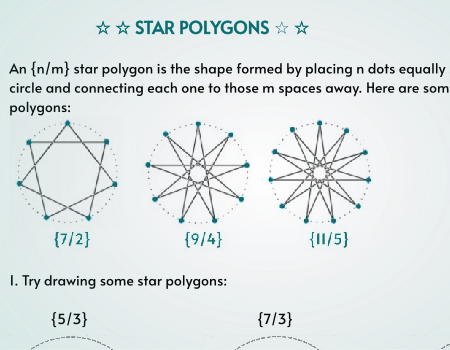 ☆ ☆ STAR POLYGONS ☆ ☆
An {n/m} star polygon is the shape formed by placing n dots equally
circle and connecting each one to those m spaces away. Here are som
polygons:
{7/2} {9/4} {11/5}
1. Try drawing some star polygons:
{5/3} {7/3}